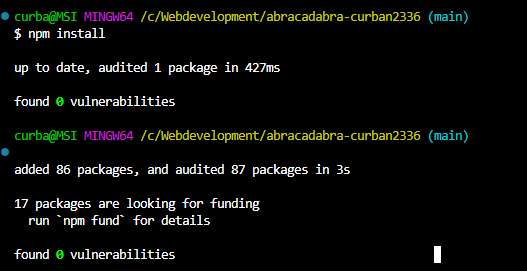 curba@MSI MINGW64 /c/Webdevelopment/abracadabra-curban2336 (main)
$ npm install
up to date, audited 1 package in 427ms
found 0 vulnerabilities
curba@MSI MINGW64 /c/Webdevelopment/abracadabra-curban2336 (main)
added 86 packages, and audited 87 packages in 3s
17 packages are looking for funding
  run `npm fund` for details
found 0 vulnerabilities